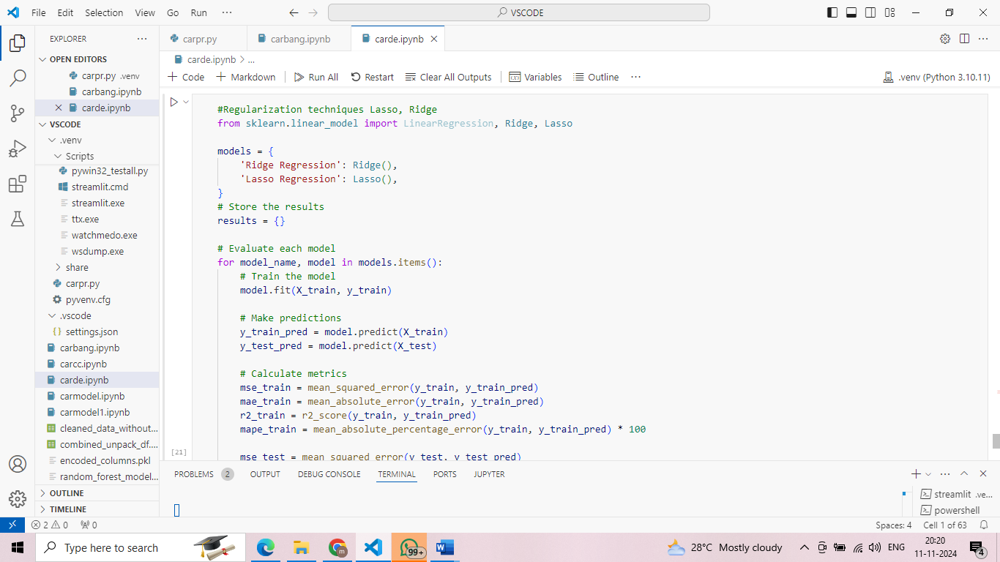 File Edit Selection View Go Run ··· VSCODE
EXPLORER ···
OPEN EDITORS
carpr.py .venv
carbang.ipynb
carde.ipynb
VSCODE
.venv
Scripts
pywin32_testall.py
streamlit.cmd
streamlit.exe
ttx.exe
watchmedo.exe
wsdump.exe
share
carpr.py
pyvenv.cfg
.vscode
settings.json
carbang.ipynb
carcc.ipynb
carde.ipynb
carmodel.ipynb
carmodel1.ipynb
cleaned_data_without...
combined_unpack_df....
encoded_columns.pkl
random_forest_model...
OUTLINE
TIMELINE
carpr.py carbang.ipynb carde.ipynb
carde.ipynb > ...
+ Code + Markdown Run All Restart Clear All Outputs Variables Outline ··· .venv (Python 3.10.11)
#Regularization techniques Lasso, Ridge
from sklearn.linear_model import LinearRegression, Ridge, Lasso
models = {
'Ridge Regression': Ridge(),
'Lasso Regression': Lasso(),
}
# Store the results
results = {}
# Evaluate each model
for model_name, model in models.items():
# Train the model
model.fit(X_train, y_train)
# Make predictions
y_train_pred = model.predict(X_train)
y_test_pred = model.predict(X_test)
# Calculate metrics
mse_train = mean_squared_error(y_train, y_train_pred)
mae_train = mean_absolute_error(y_train, y_train_pred)
r2_train = r2_score(y_train, y_train_pred)
mape_train = mean_absolute_percentage_error(y_train, y_train_pred) * 100
[21]
mse_test = mean_squared_error(y_test, y_test_pred)
PROBLEMS 2 OUTPUT DEBUG CONSOLE TERMINAL PORTS JUPYTER
streamlit .ve...
powershell
2 0 0 Spaces: 4 Cell 1 of 63
Type here to search m 99+ W 28°C Mostly cloudy ENG 20:20
11-11-2024 4